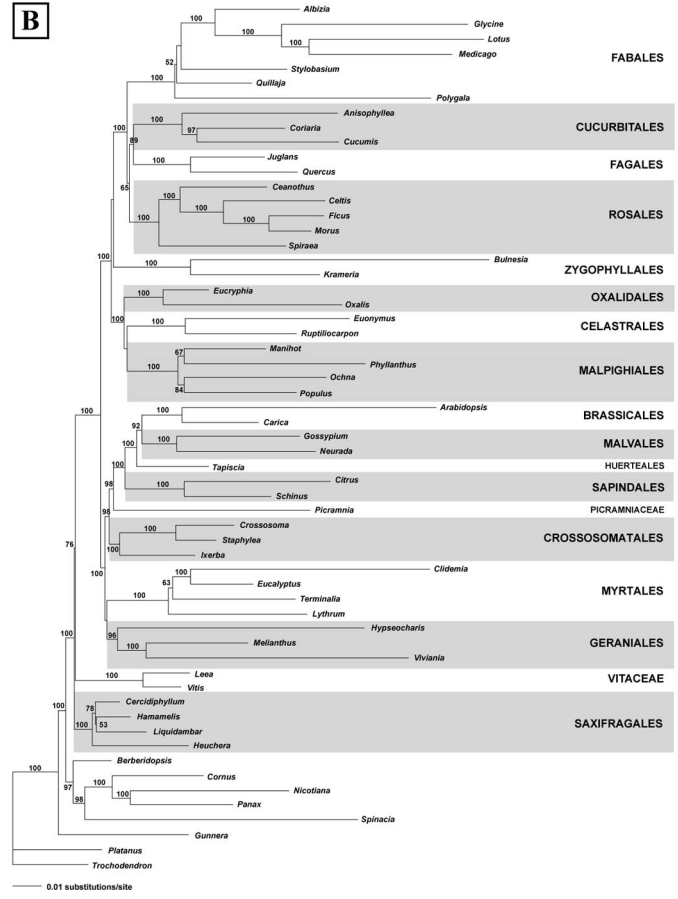 B
Albizia
100
Glycine
100
Lotus
100
Medicago
FABALES
52
Stylobasium
100
Quillaja
Polygala
Anisophyllea
100
Coriaria
97
CUCURBITALES
100
89
Cucumis
Juglans
100
FAGALES
Quercus
65
Ceanothus
100
Celtis
100
Ficus
ROSALES
100
100
Morus
Spiraea
100
Bulnesia
100
ZYGOPHYLLALES
Krameria
Eucryphia
100
OXALIDALES
Oxalis
100
Euonymus
100
CELASTRALES
Ruptiliocarpon
Manihot
67
Phyllanthus
100
MALPIGHIALES
Ochna
84
Populus
100
Arabidopsis
100
BRASSICALES
Carica
92
Gossypium
100
MALVALES
100
Neurada
Tapiscia
HUERTEALES
100
Citrus
98
100
SAPINDALES
Schinus
98
Picramnia
PICRAMNIACEAE
Crossosoma
100
Staphylea
CROSSOSOMATALES
76
100
Ixerba
100
Clidemia
100
63
Eucalyptus
MYRTALES
100
Terminalia
Lythrum
Hypseocharis
100
96
Melianthus
GERANIALES
100
Viviania
Leea
100
VITACEAE
Vitis
Cercidiphyllum
100
78
Hamamelis
53
SAXIFRAGALES
100
Liquidambar
Heuchera
Berberidopsis
100
Cornus
100
97
Nicotiana
100
98
Panax
Spinacia
Gunnera
Platanus
Trochodendron
0.01 substitutions/site